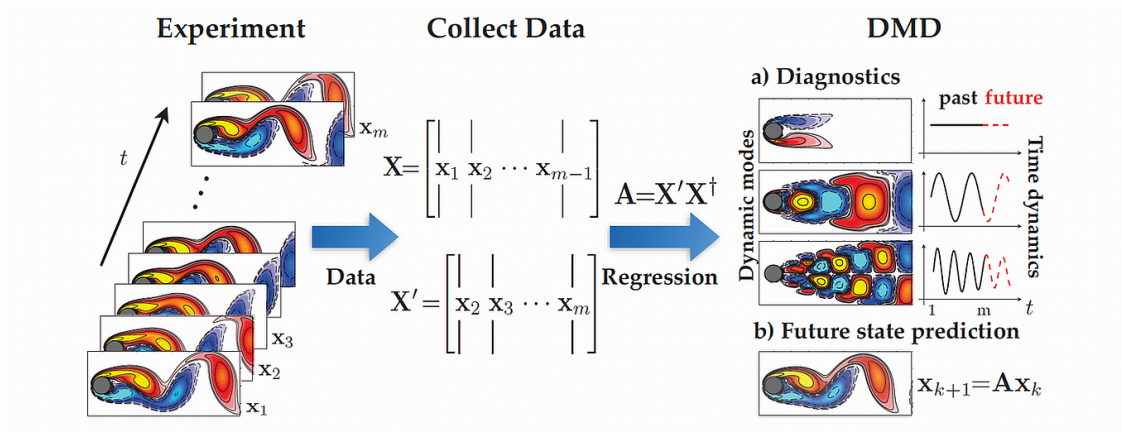 Experiment
t
x_m
x_3
x_2
x_1
Data
Collect Data
X=[x_1 x_2 ··· x_{m−1}]
X′=[x_2 x_3 ··· x_m]
A=X′X†
Regression
DMD
a) Diagnostics
past future
Dynamic modes
Time dynamics
1 m t
b) Future state prediction
x_{k+1}=Ax_k